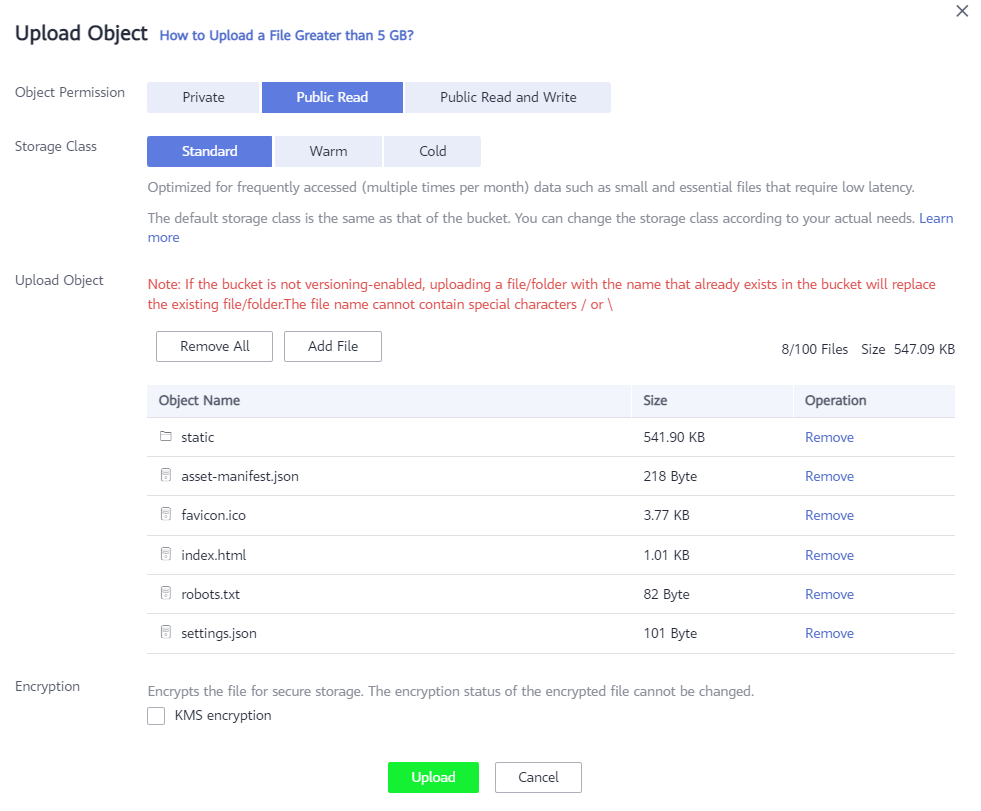 Upload Object How to Upload a File Greater than 5 GB?
Object Permission Private Public Read Public Read and Write
Storage Class Standard Warm Cold
Optimized for frequently accessed (multiple times per month) data such as small and essential files that require low latency.
The default storage class is the same as that of the bucket. You can change the storage class according to your actual needs. Learn
more
Upload Object Note: If the bucket is not versioning-enabled, uploading a file/folder with the name that already exists in the bucket will replace
the existing file/folder.The file name cannot contain special characters / or \
Remove All Add File 8/100 Files Size 547.09 KB
Object Name Size Operation
static 541.90 KB Remove
asset-manifest.json 218 Byte Remove
favicon.ico 3.77 KB Remove
index.html 1.01 KB Remove
robots.txt 82 Byte Remove
settings.json 101 Byte Remove
Encryption Encrypts the file for secure storage. The encryption status of the encrypted file cannot be changed.
KMS encryption
Upload Cancel